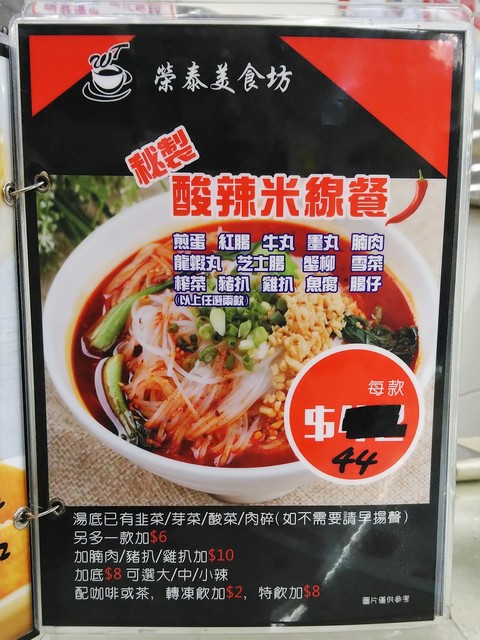 WT
榮泰美食坊
秘製
酸辣米線餐
煎蛋 紅腸 牛丸 墨丸 腩肉
龍蝦丸 芝士腸 蟹柳 雪菜
榨菜 豬扒 雞扒 魚腐 腸仔
(以上任選兩款)
每款
$
44
湯底已有韭菜/芽菜/酸菜/肉碎(如不需要請早揚聲)
另多一款加$6
加腩肉/豬扒/雞扒加$10
加底$8 可選大/中/小辣
配咖啡或茶，轉凍飲加$2，特飲加$8
圖片僅供參考